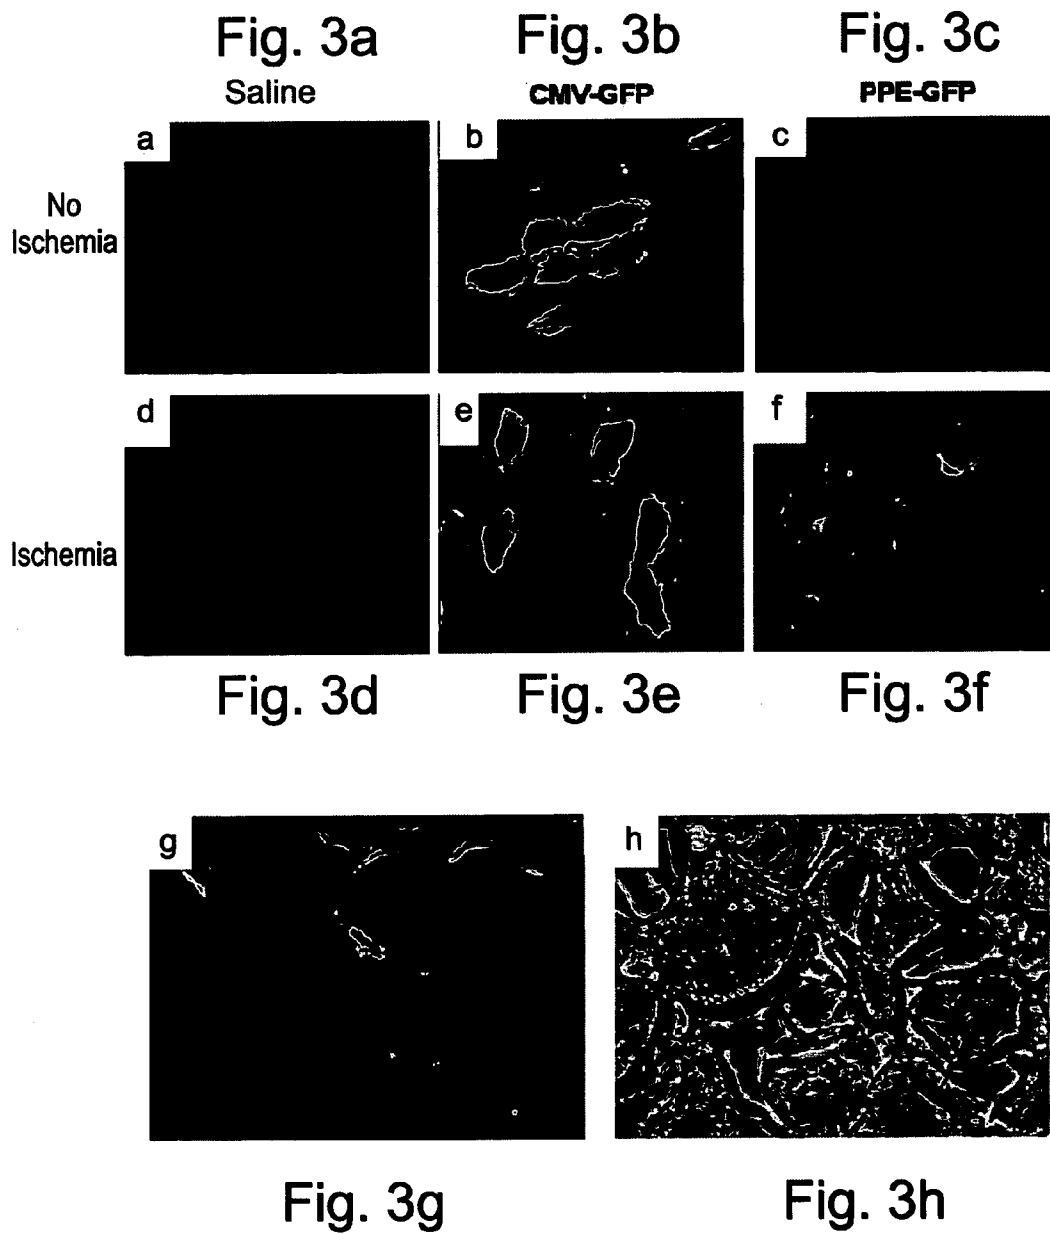 Fig. 3a Fig. 3b Fig. 3c
Saline CMV-GFP PPE-GFP
a b c
No
Ischemia
d e f
Ischemia
Fig. 3d Fig. 3e Fig. 3f
g h
Fig. 3g Fig. 3h